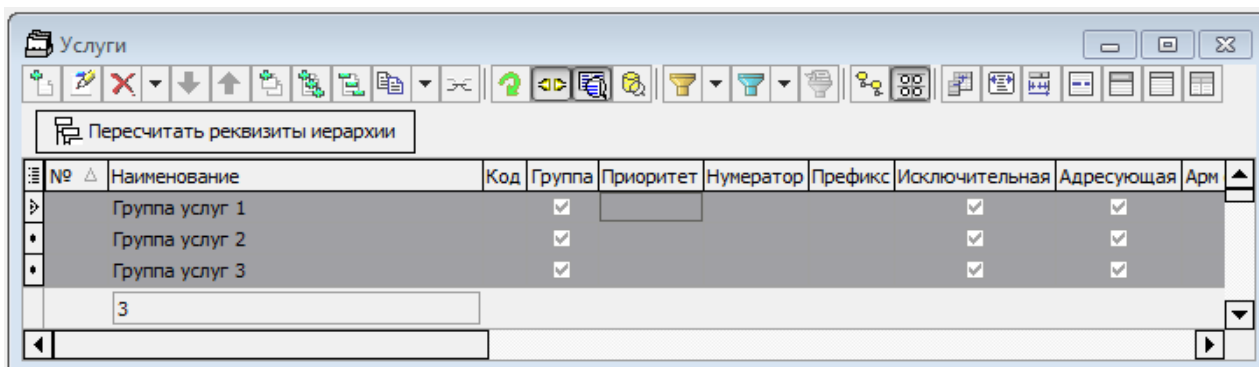 Услуги
Пересчитать реквизиты иерархии
№ Наименование Код Группа Приоритет Нумератор Префикс Исключительная Адресующая Арм
Группа услуг 1
Группа услуг 2
Группа услуг 3
3